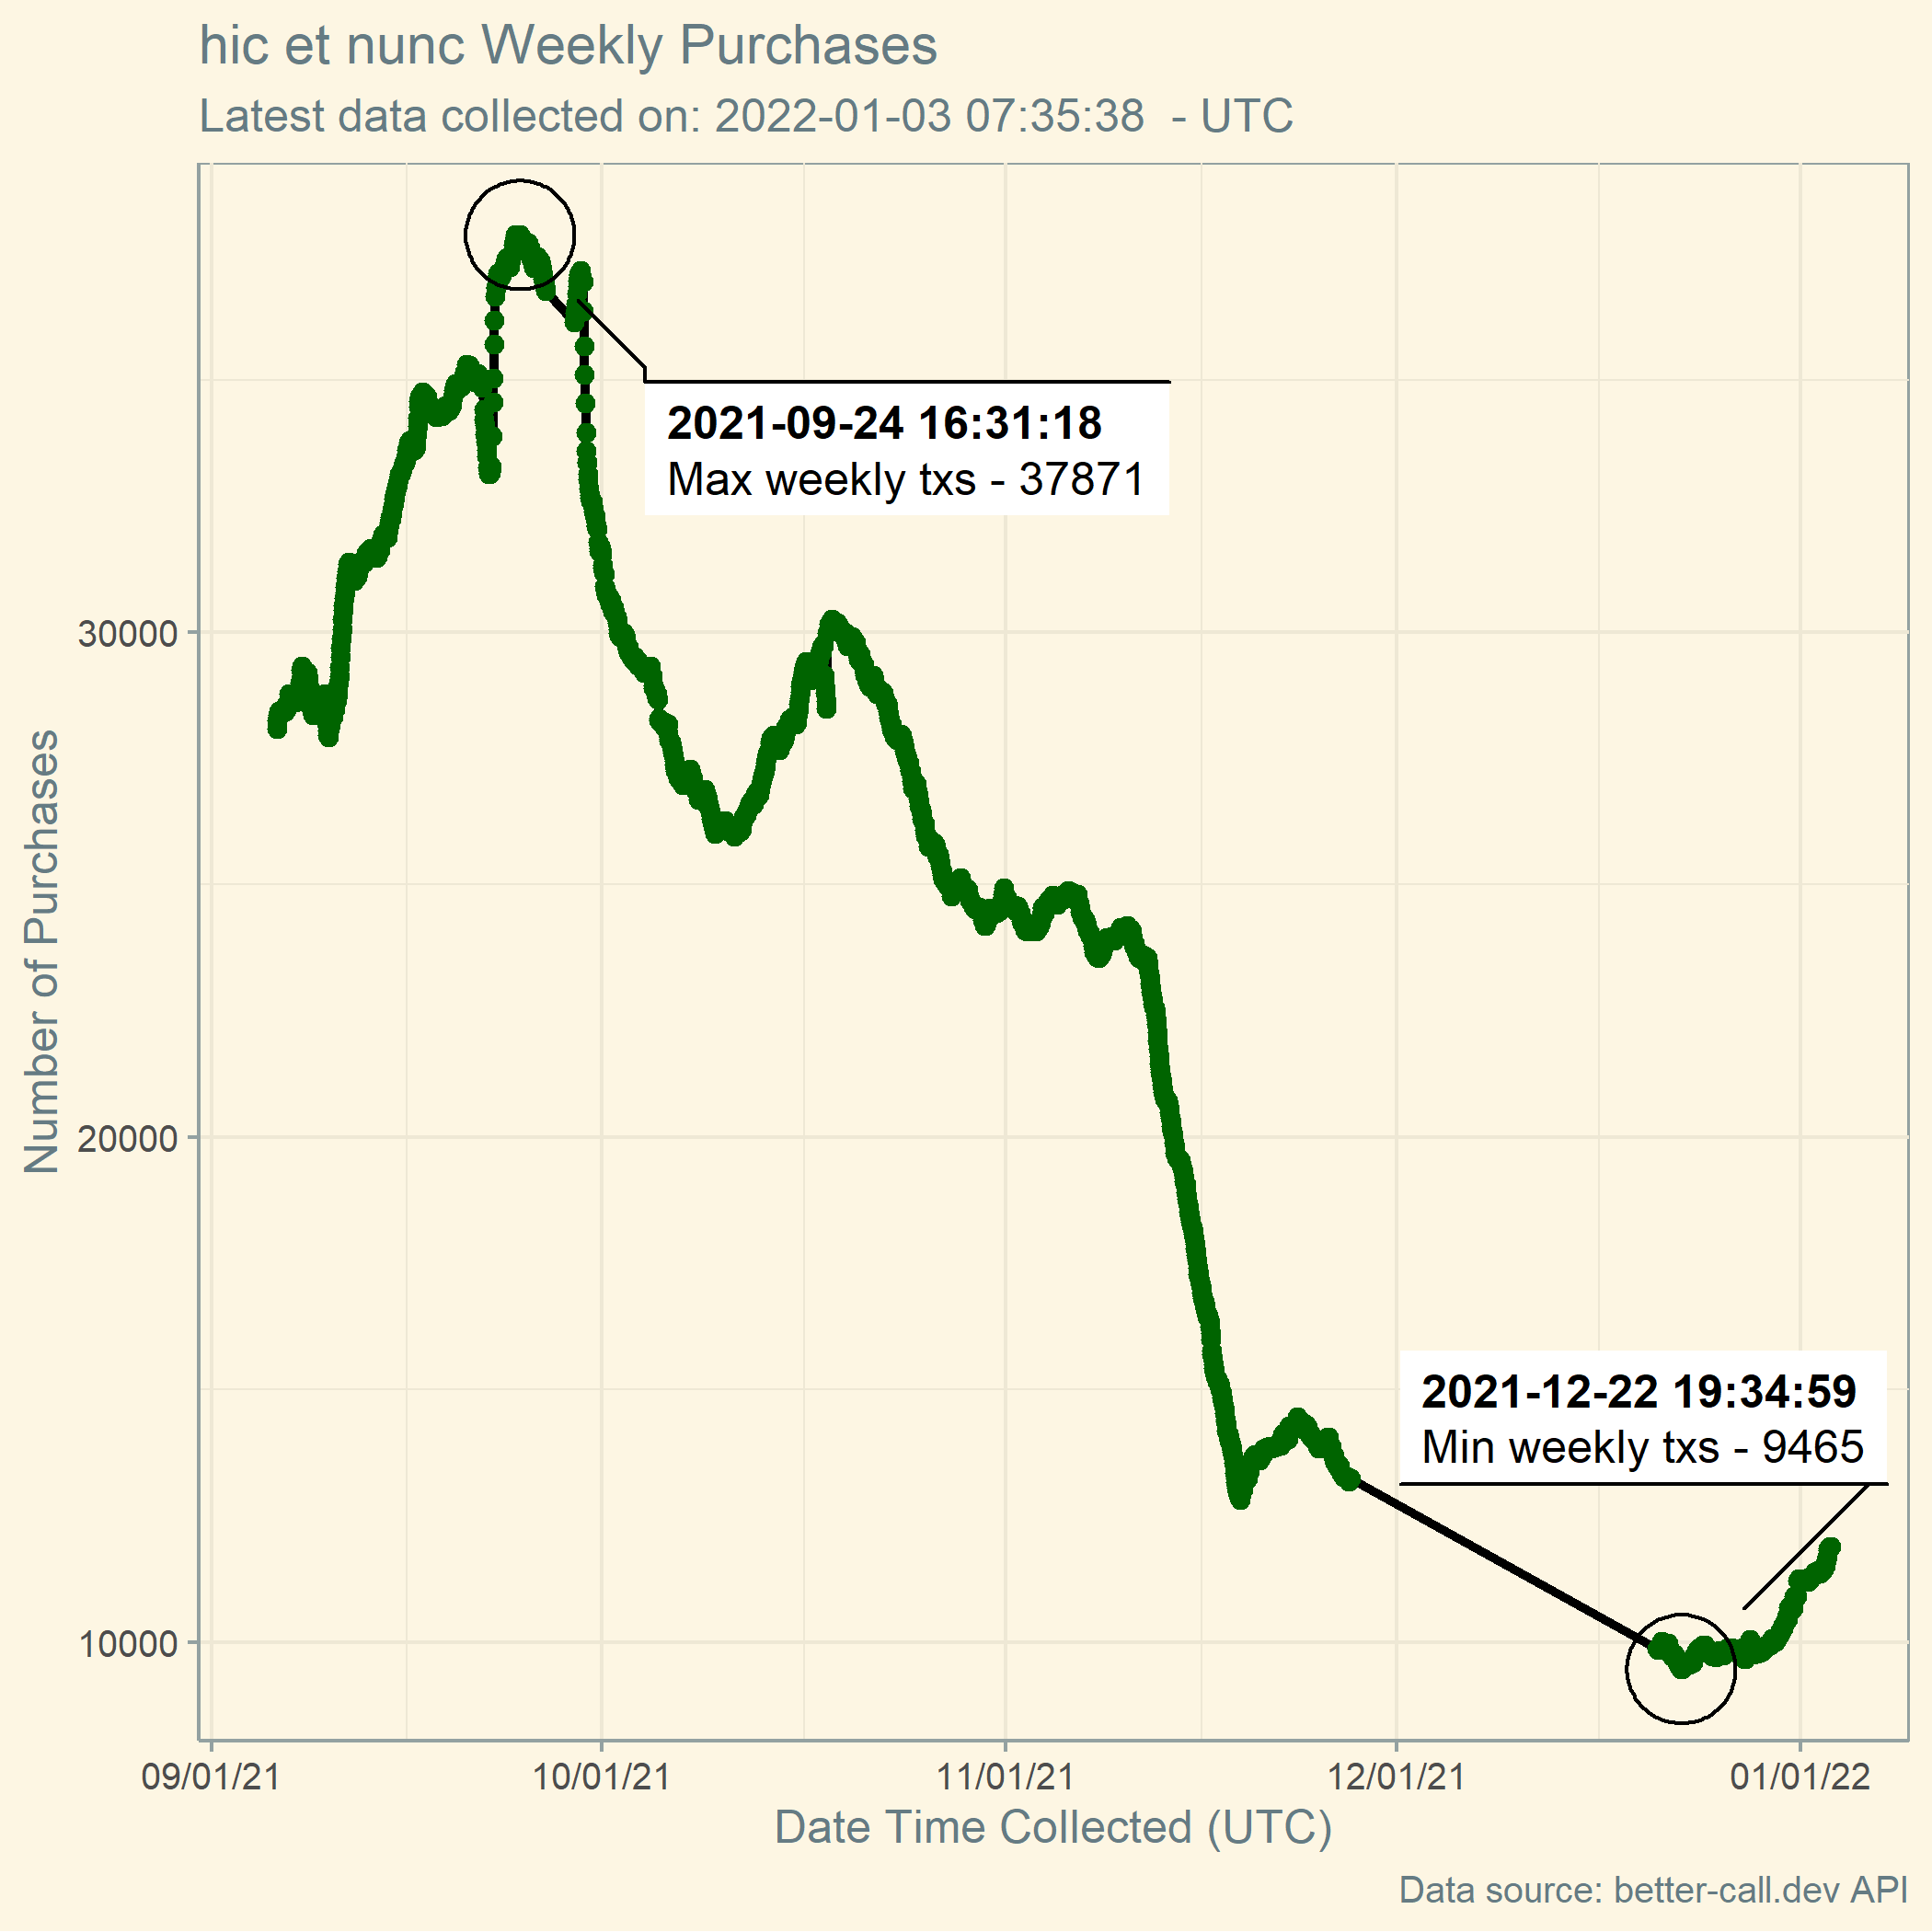 hic et nunc Weekly Purchases
Latest data collected on: 2022-01-03 07:35:38  - UTC
Number of Purchases
30000
20000
10000
2021-09-24 16:31:18
Max weekly txs - 37871
2021-12-22 19:34:59
Min weekly txs - 9465
09/01/21
10/01/21
11/01/21
12/01/21
01/01/22
Date Time Collected (UTC)
Data source: better-call.dev API